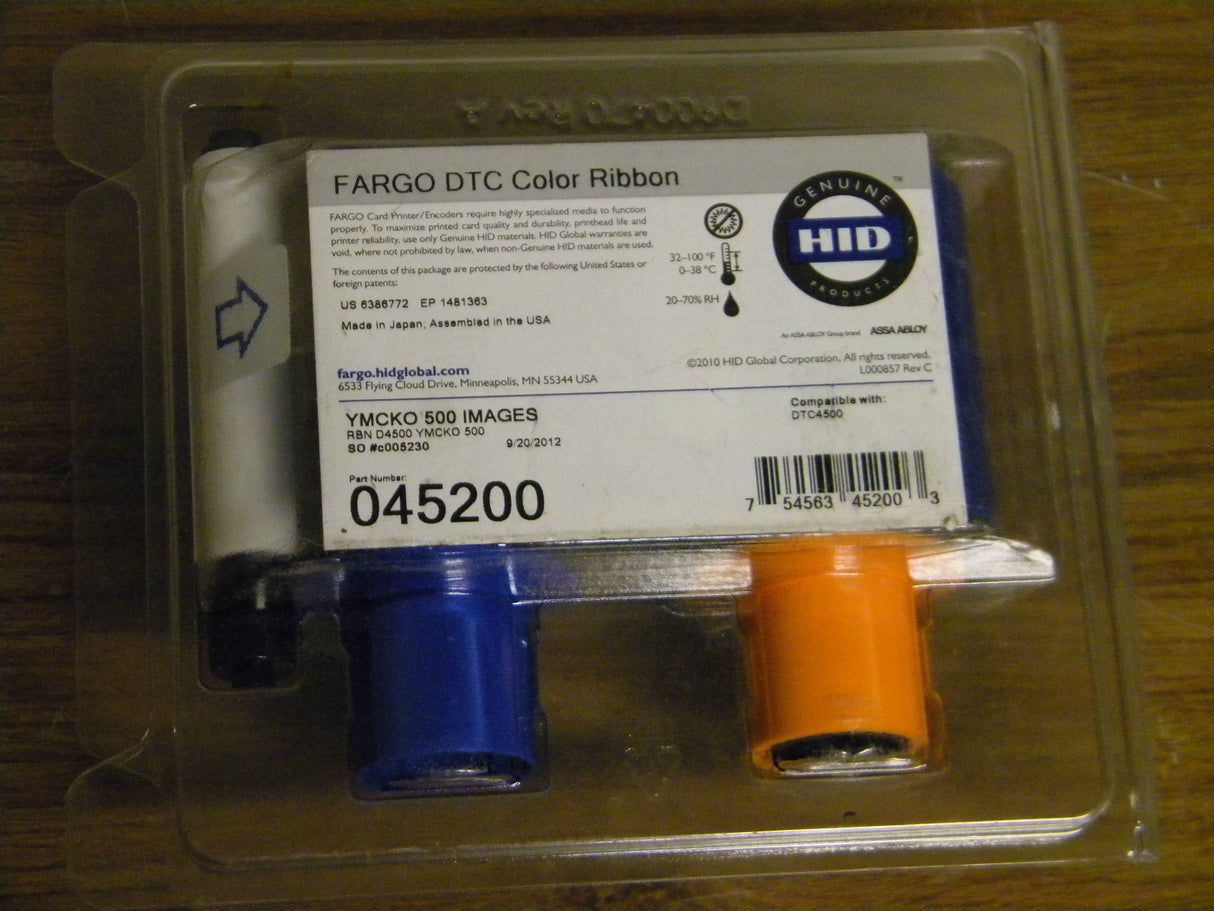 D900470 Rev A
FARGO DTC Color Ribbon
FARGO Card Printer/Encoders require highly specialized media to function
properly. To maximize printed card quality and durability, printhead life and
printer reliability, use only Genuine HID materials. HID Global warranties are
void, where not prohibited by law, when non-Genuine HID materials are used.
The contents of this package are protected by the following United States or
foreign patents:
US 6386772 EP 1481363
Made in Japan; Assembled in the USA
fargo.hidglobal.com
6533 Flying Cloud Drive, Minneapolis, MN 55344 USA
32–100 °F
0–38 °C
20–70% RH
GENUINE
HID
PRODUCTS
TM
An ASSA ABLOY Group brand ASSA ABLOY
©2010 HID Global Corporation. All rights reserved.
L000857 Rev C
YMCKO 500 IMAGES
RBN D4500 YMCKO 500
SO #c005230 9/20/2012
Part Number:
045200
Compatible with:
DTC4500
7 54563 45200 3